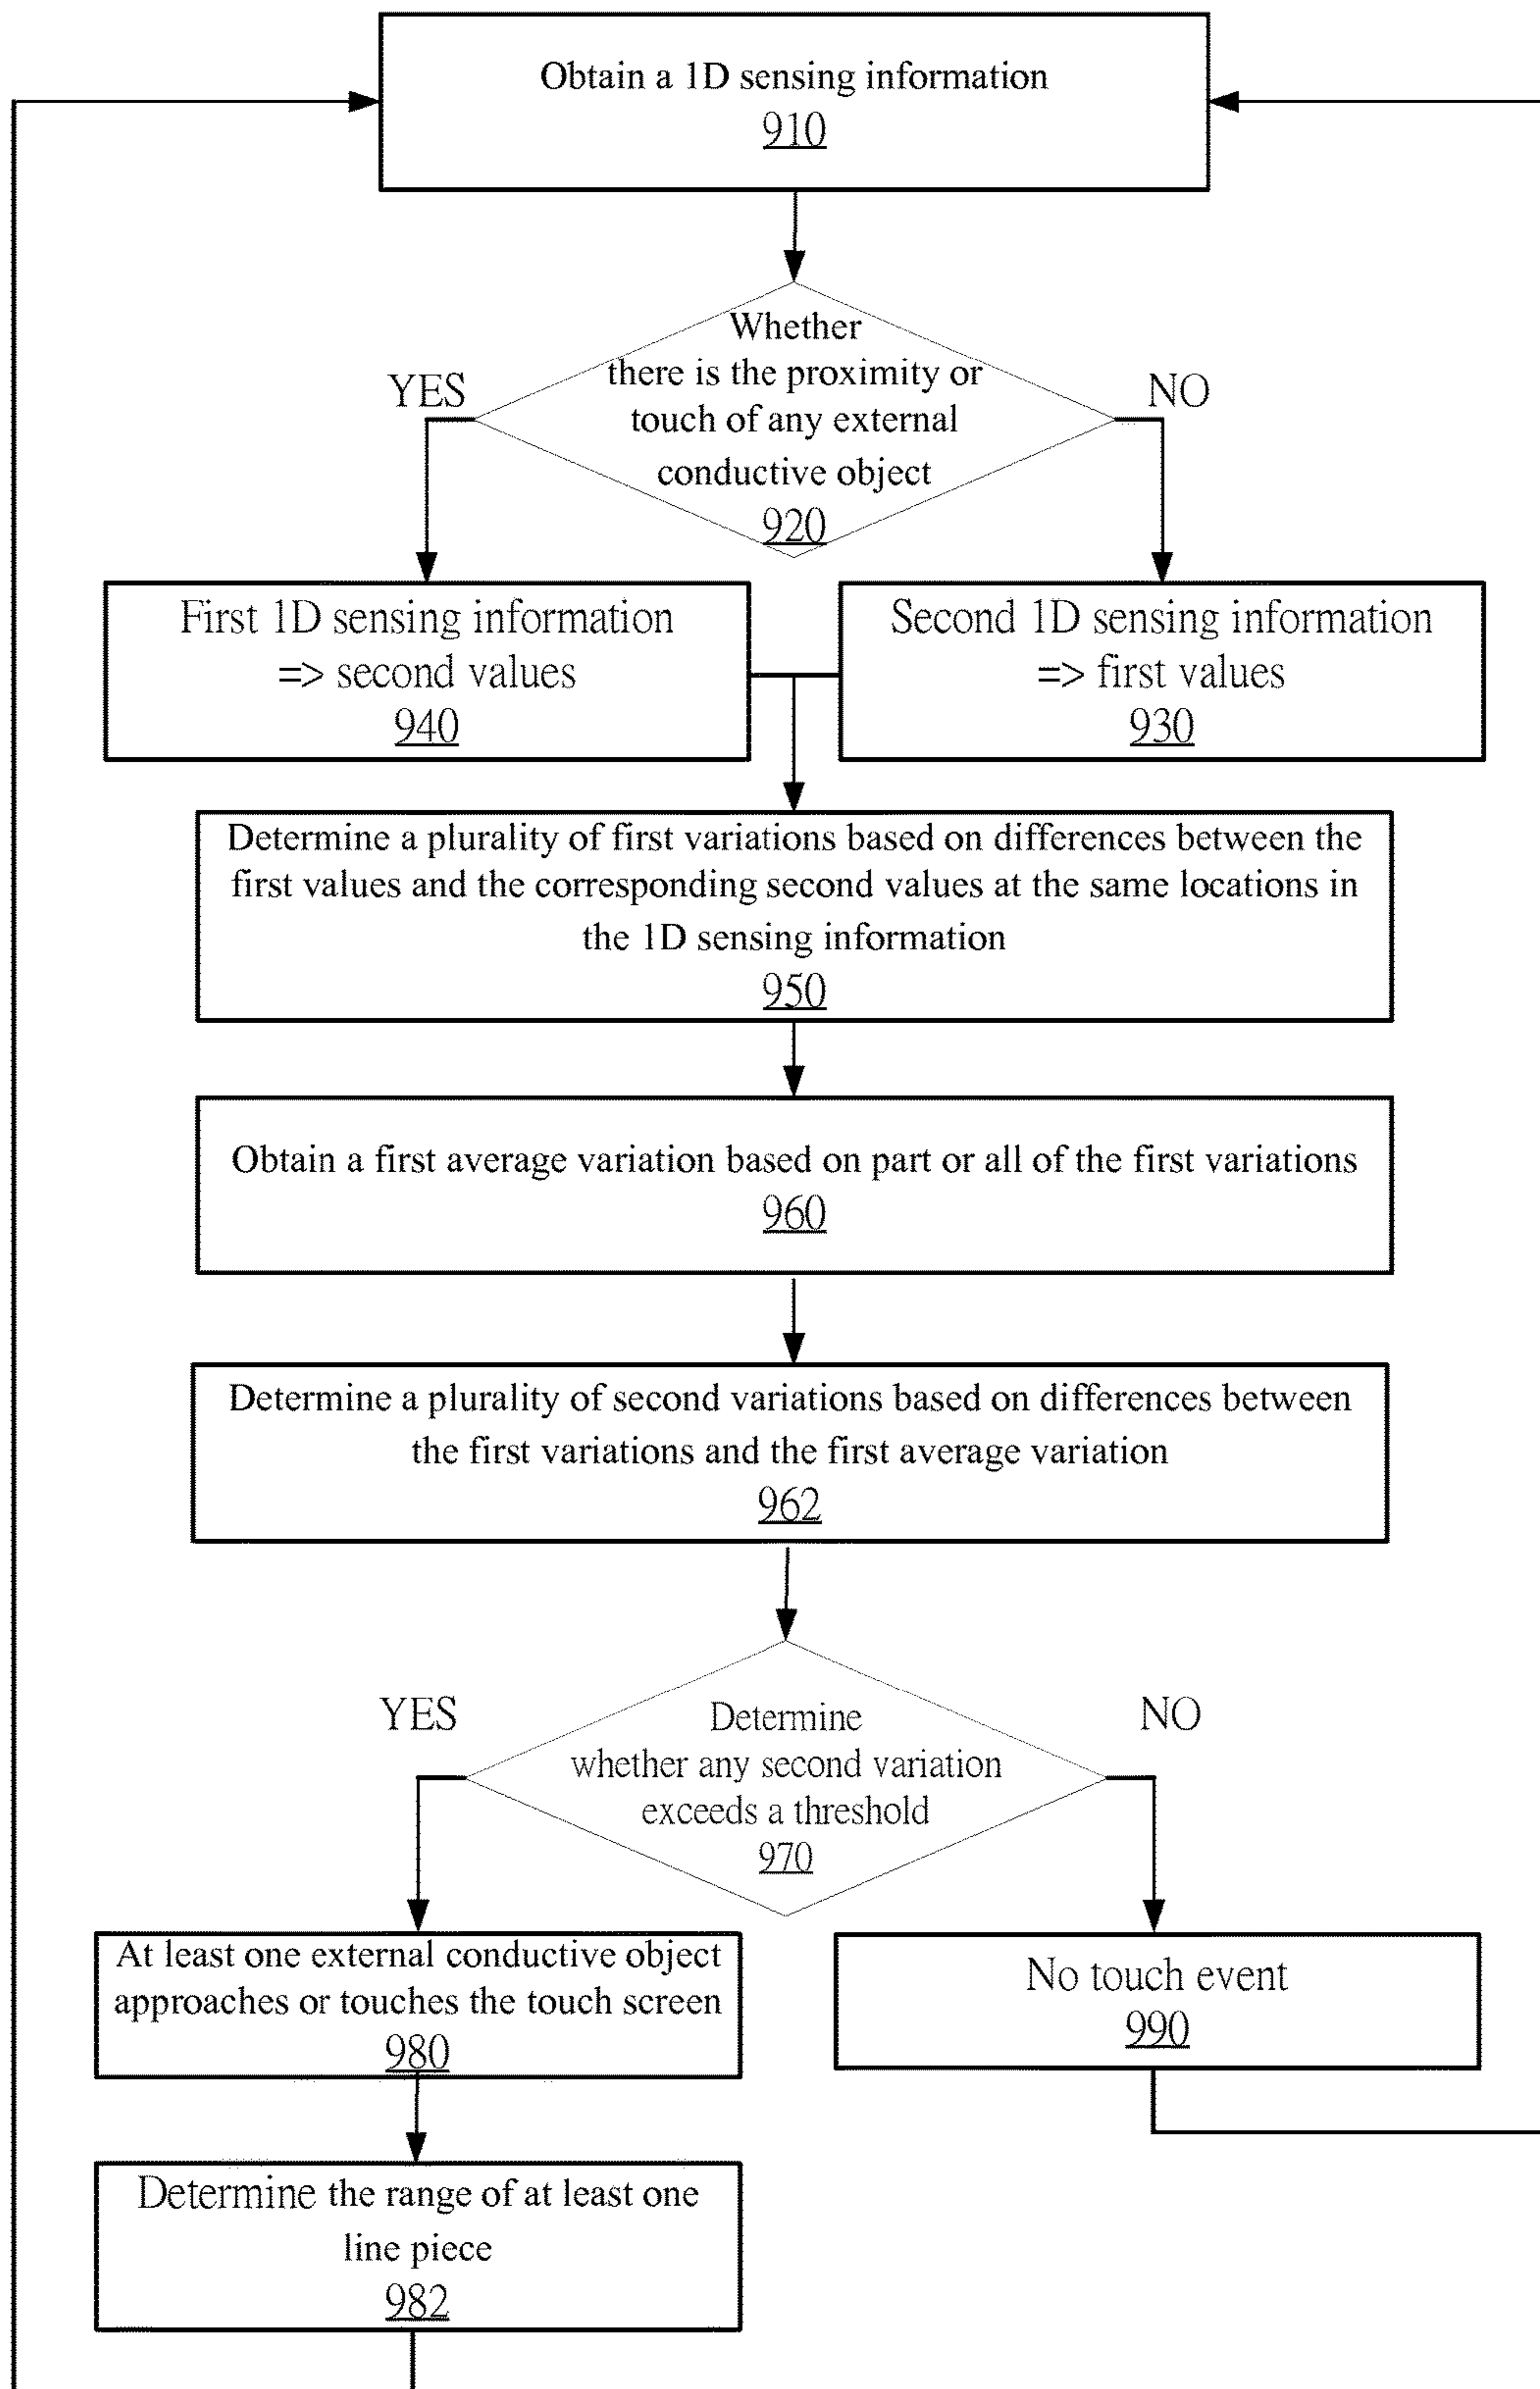 Obtain a 1D sensing information
910
Whether
there is the proximity or
touch of any external
conductive object
920
YES
NO
First 1D sensing information
=> second values
940
Second 1D sensing information
=> first values
930
Determine a plurality of first variations based on differences between the
first values and the corresponding second values at the same locations in
the 1D sensing information
950
Obtain a first average variation based on part or all of the first variations
960
Determine a plurality of second variations based on differences between
the first variations and the first average variation
962
Determine
whether any second variation
exceeds a threshold
970
YES
NO
At least one external conductive object
approaches or touches the touch screen
980
No touch event
990
Determine the range of at least one
line piece
982